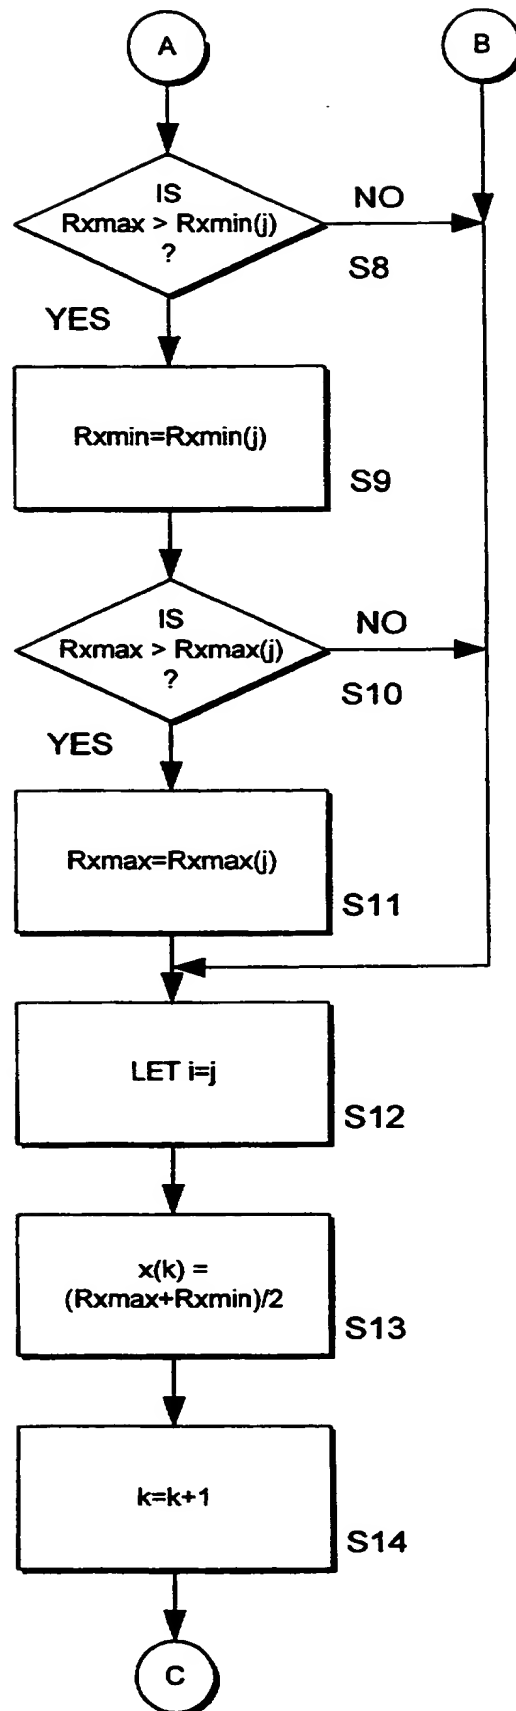 A
B
IS
Rxmax > Rxmin(j)
?
NO
S8
YES
Rxmin=Rxmin(j)
S9
IS
Rxmax > Rxmax(j)
?
NO
S10
YES
Rxmax=Rxmax(j)
S11
LET i=j
S12
x(k) =
(Rxmax+Rxmin)/2
S13
k=k+1
S14
C